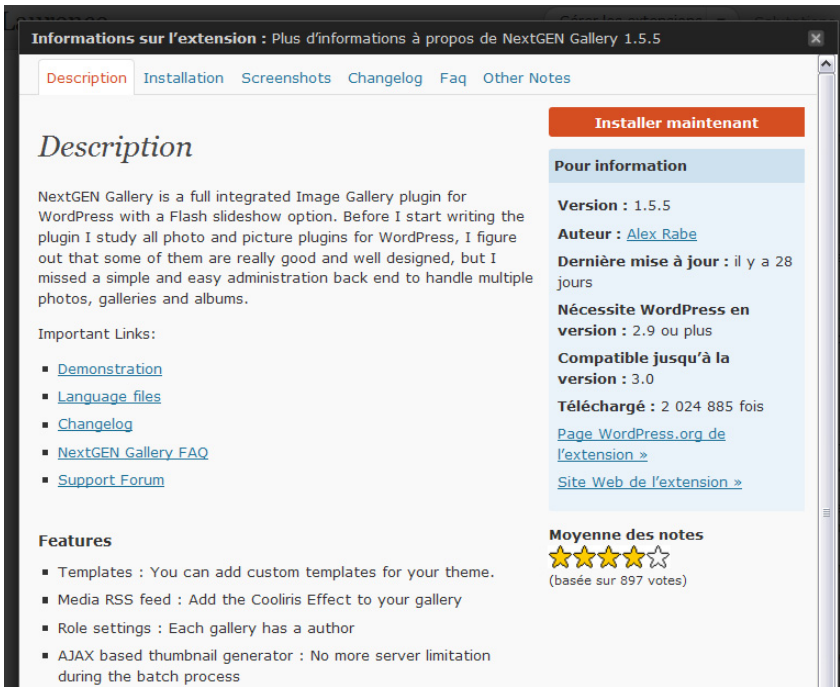 Informations sur l’extension : Plus d’informations à propos de NextGEN Gallery 1.5.5
Description Installation Screenshots Changelog Faq Other Notes
Description
NextGEN Gallery is a full integrated Image Gallery plugin for
WordPress with a Flash slideshow option. Before I start writing the
plugin I study all photo and picture plugins for WordPress, I figure
out that some of them are really good and well designed, but I
missed a simple and easy administration back end to handle multiple
photos, galleries and albums.
Important Links:
Demonstration
Language files
Changelog
NextGEN Gallery FAQ
Support Forum
Features
Templates : You can add custom templates for your theme.
Media RSS feed : Add the Cooliris Effect to your gallery
Role settings : Each gallery has a author
AJAX based thumbnail generator : No more server limitation
during the batch process
Installer maintenant
Pour information
Version : 1.5.5
Auteur : Alex Rabe
Dernière mise à jour : il y a 28
jours
Nécessite WordPress en
version : 2.9 ou plus
Compatible jusqu’à la
version : 3.0
Téléchargé : 2 024 885 fois
Page WordPress.org de
l’extension »
Site Web de l’extension »
Moyenne des notes
(basée sur 897 votes)